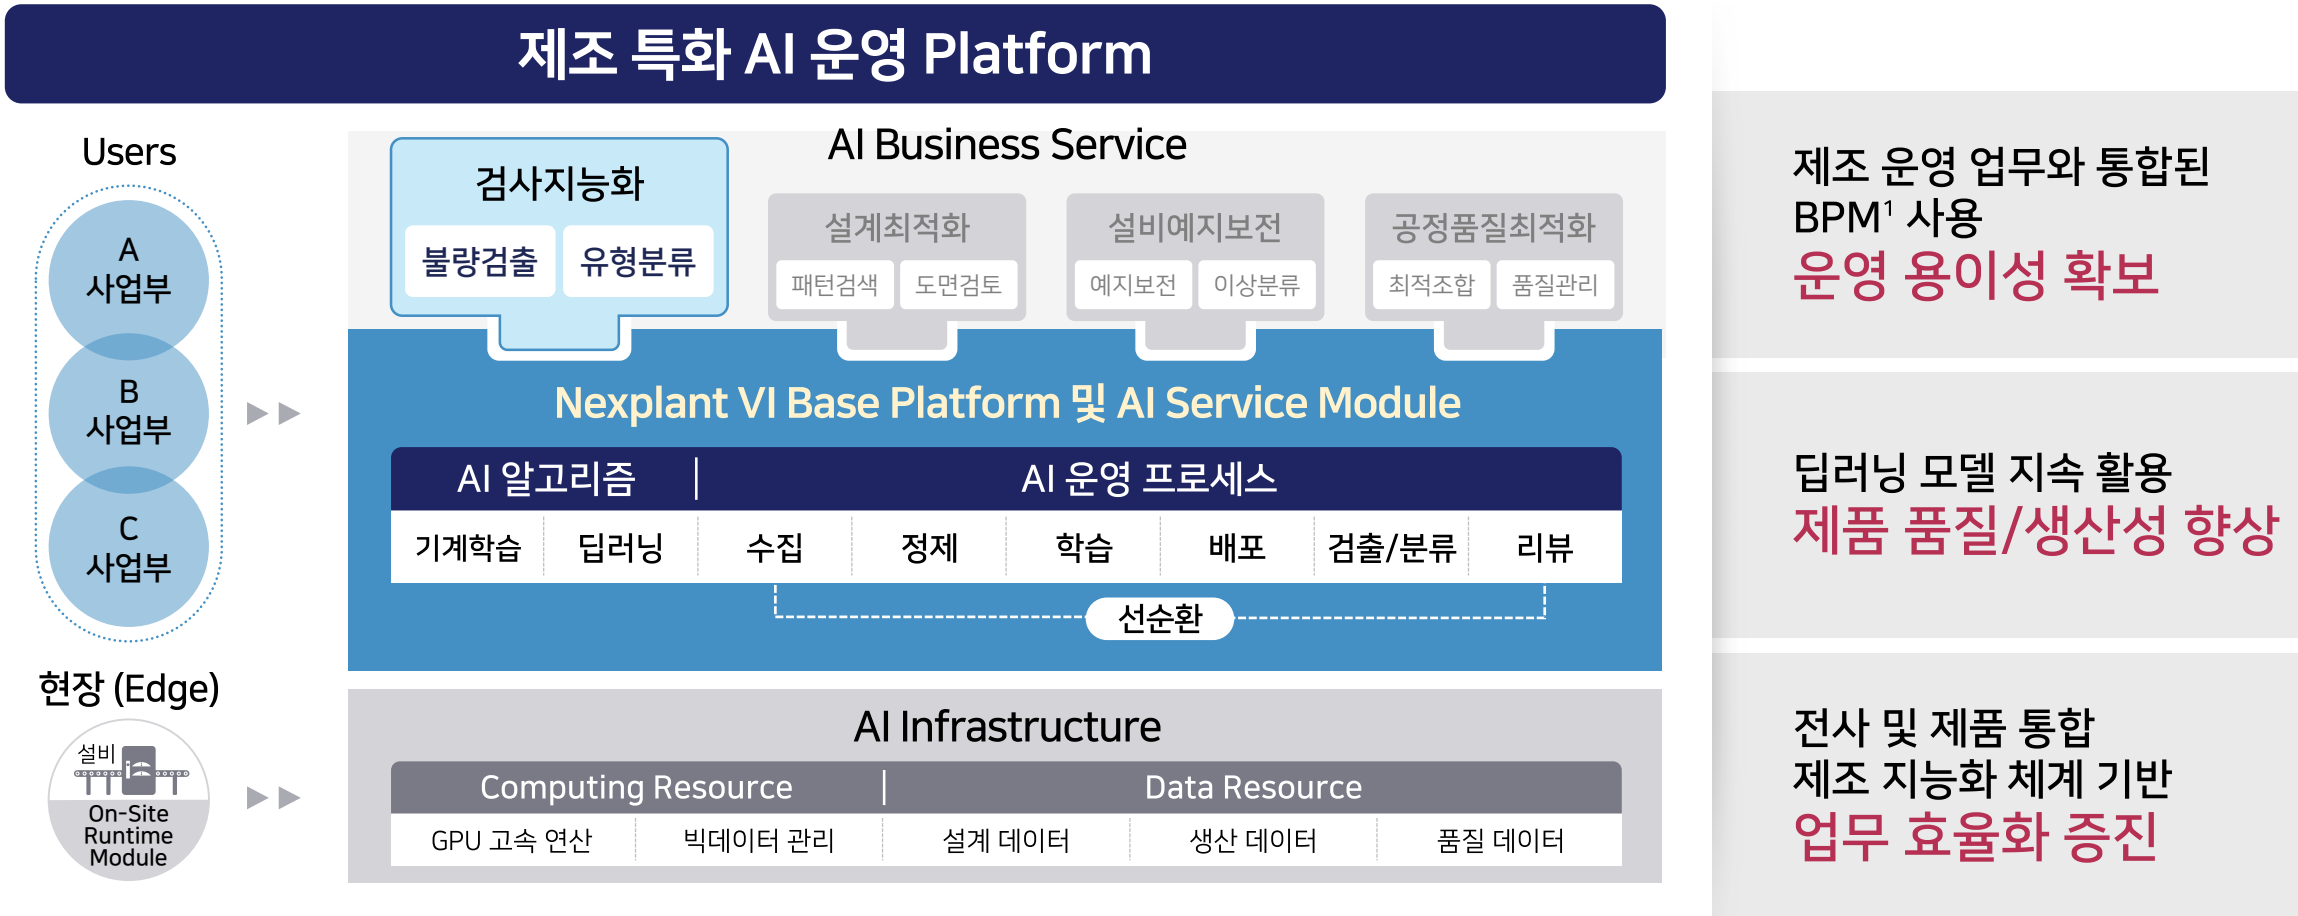 제조 특화 AI 운영 Platform
Users
A
사업부
B
사업부
C
사업부
현장 (Edge)
설비
On-Site
Runtime
Module
AI Business Service
검사지능화
불량검출 유형분류
설계최적화
패턴검색 도면검토
설비예지보전
예지보전 이상분류
공정품질최적화
최적조합 품질관리
Nexplant VI Base Platform 및 AI Service Module
AI 알고리즘 AI 운영 프로세스
기계학습 딥러닝 수집 정제 학습 배포 검출/분류 리뷰
선순환
AI Infrastructure
Computing Resource Data Resource
GPU 고속 연산 빅데이터 관리 설계 데이터 생산 데이터 품질 데이터
제조 운영 업무와 통합된
BPM¹ 사용
운영 용이성 확보
딥러닝 모델 지속 활용
제품 품질/생산성 향상
전사 및 제품 통합
제조 지능화 체계 기반
업무 효율화 증진